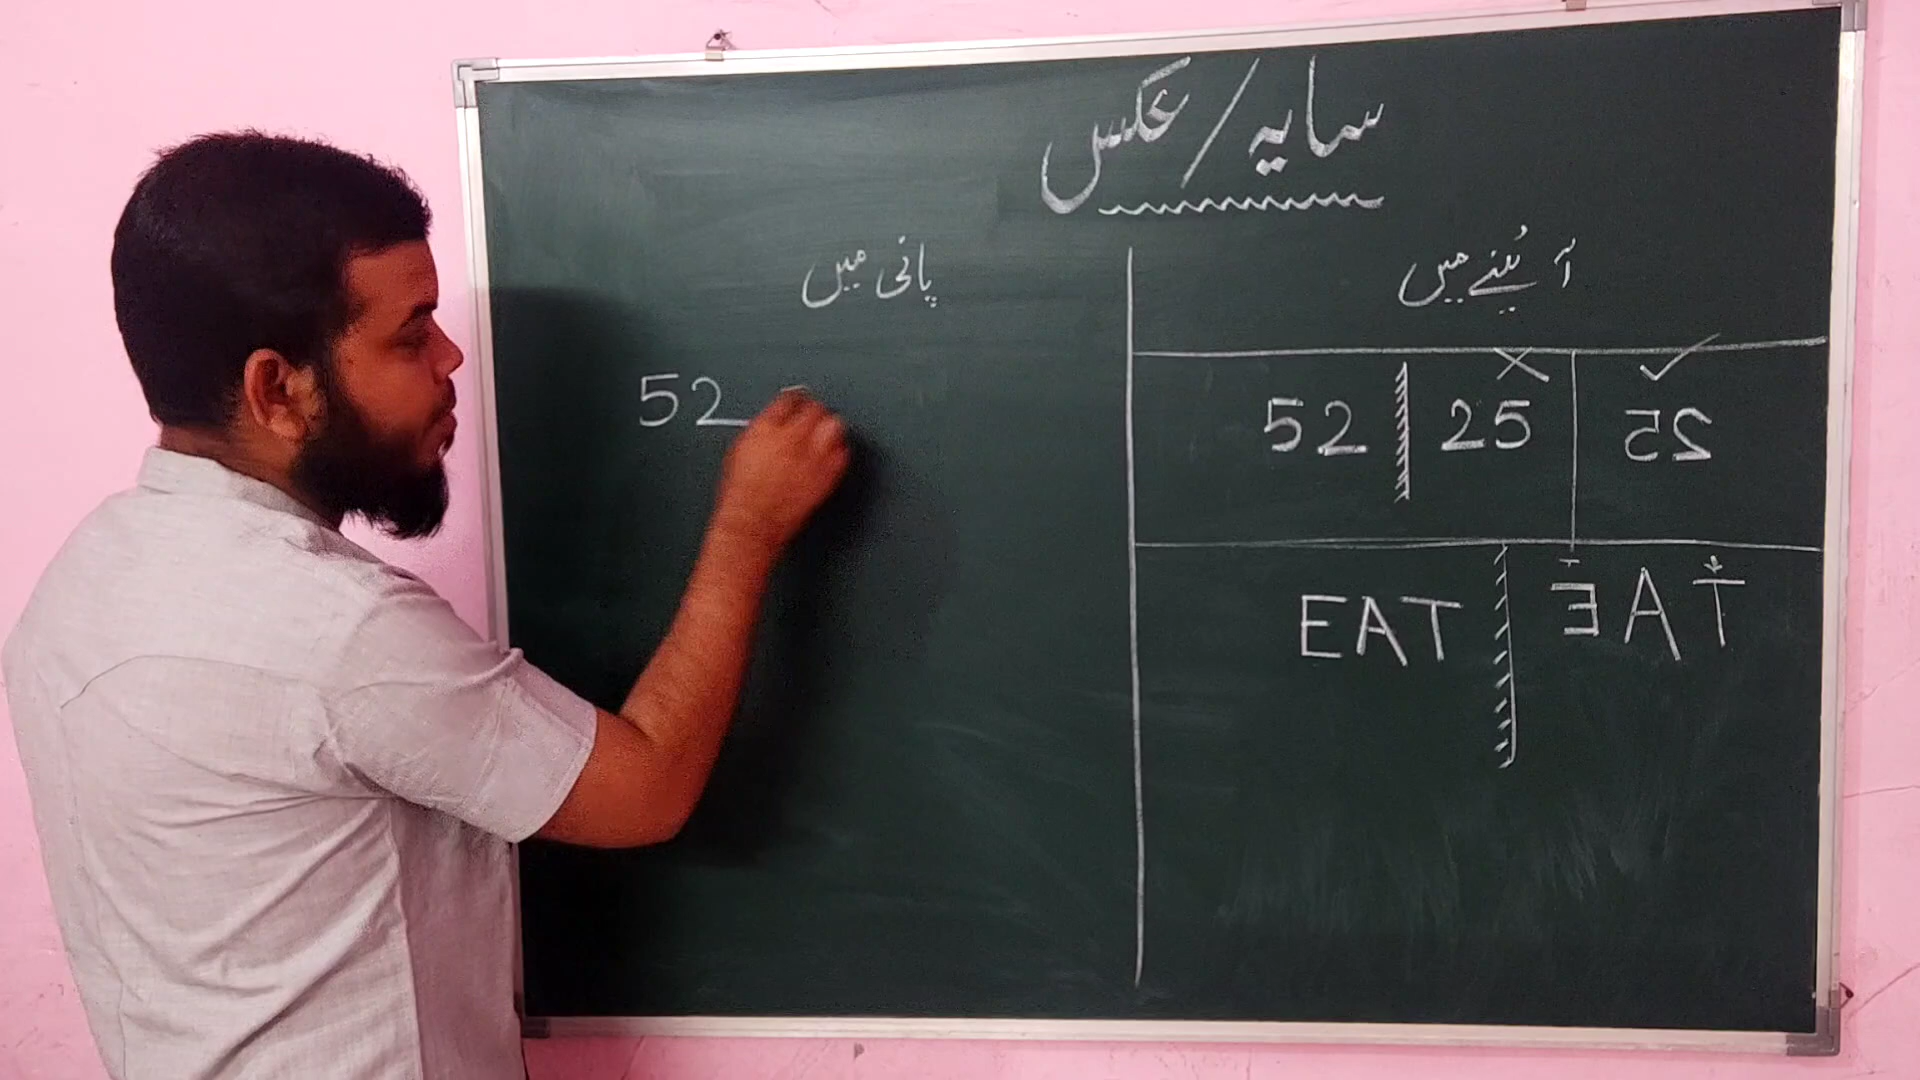 سایہ / عکس
آئینے میں
52 25 25
EAT EAT
پانی میں
52